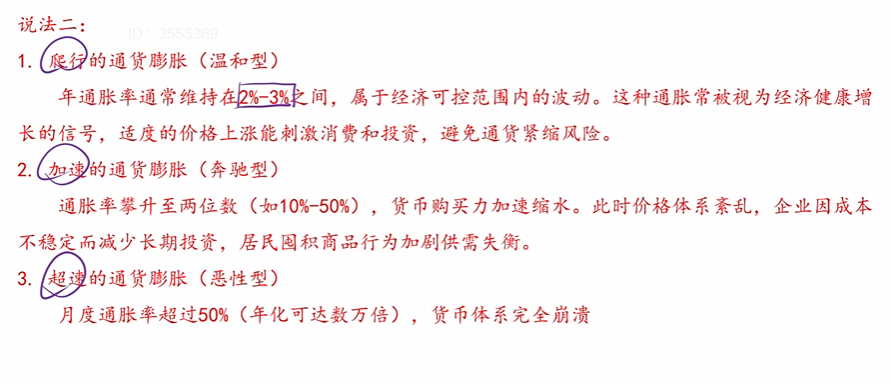 说法二：
ID：3555369
1. 爬行的通货膨胀（温和型）
年通胀率通常维持在2%-3%之间，属于经济可控范围内的波动。这种通胀常被视为经济健康增
长的信号，适度的价格上涨能刺激消费和投资，避免通货紧缩风险。
2. 加速的通货膨胀（奔驰型）
通胀率攀升至两位数（如10%-50%），货币购买力加速缩水。此时价格体系紊乱，企业因成本
不稳定而减少长期投资，居民囤积商品行为加剧供需失衡。
3. 超速的通货膨胀（恶性型）
月度通胀率超过50%（年化可达数万倍），货币体系完全崩溃